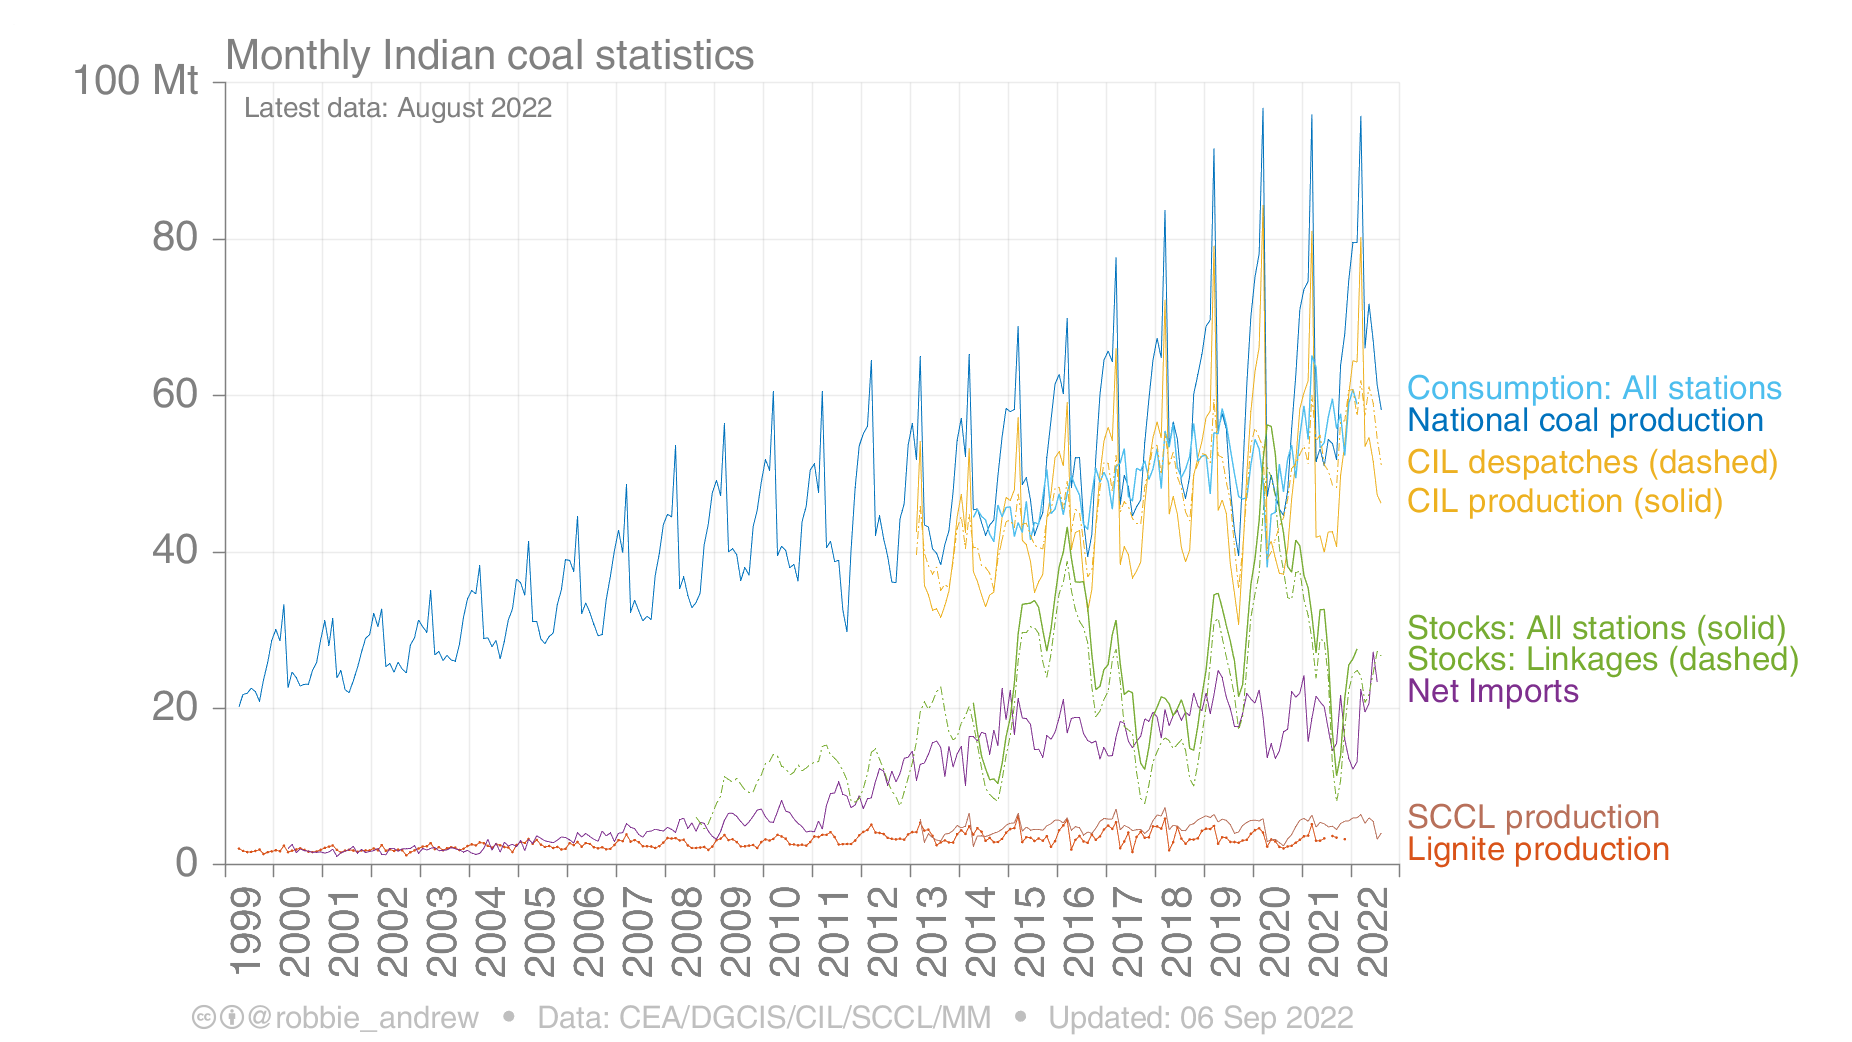 Monthly Indian coal statistics
100 Mt
Latest data: August 2022
80
60
40
20
0
Consumption: All stations
National coal production
CIL despatches (dashed)
CIL production (solid)
Stocks: All stations (solid)
Stocks: Linkages (dashed)
Net Imports
SCCL production
Lignite production
1999
2000
2001
2002
2003
2004
2005
2006
2007
2008
2009
2010
2011
2012
2013
2014
2015
2016
2017
2018
2019
2020
2021
2022
@robbie_andrew • Data: CEA/DGCIS/CIL/SCCL/MM • Updated: 06 Sep 2022